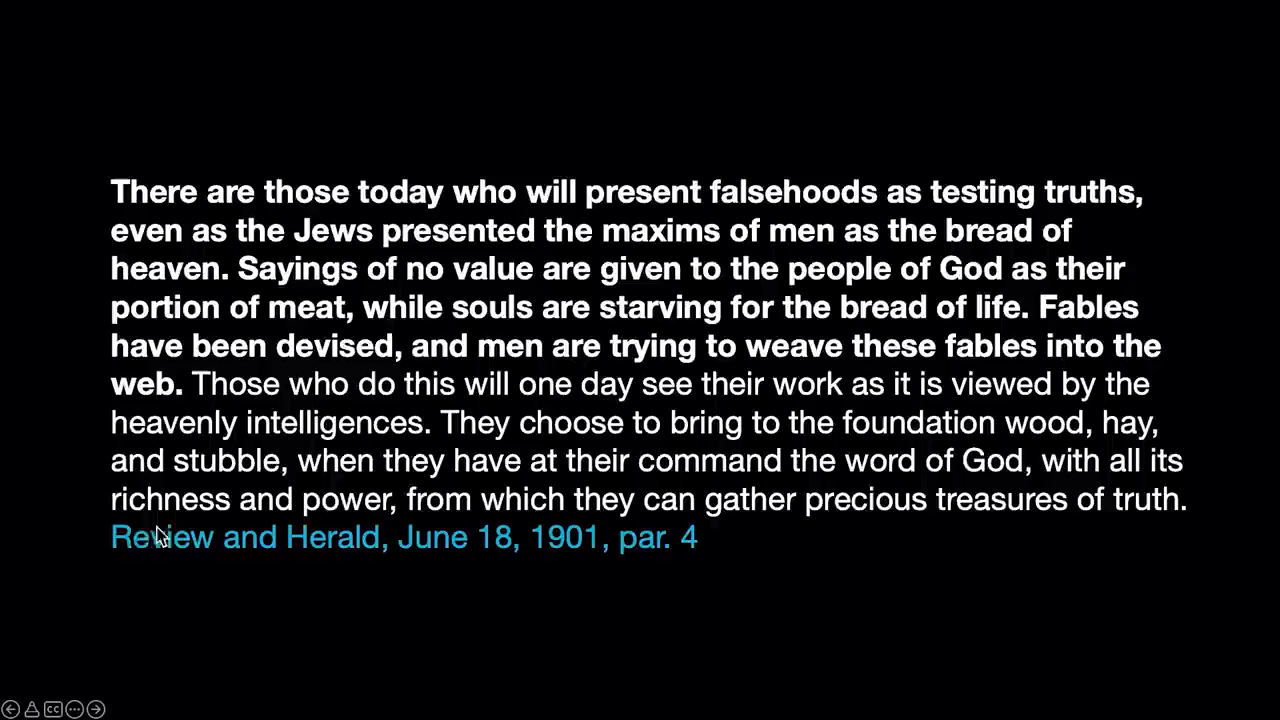 There are those today who will present falsehoods as testing truths,
even as the Jews presented the maxims of men as the bread of
heaven. Sayings of no value are given to the people of God as their
portion of meat, while souls are starving for the bread of life. Fables
have been devised, and men are trying to weave these fables into the
web. Those who do this will one day see their work as it is viewed by the
heavenly intelligences. They choose to bring to the foundation wood, hay,
and stubble, when they have at their command the word of God, with all its
richness and power, from which they can gather precious treasures of truth.
Review and Herald, June 18, 1901, par. 4
CC